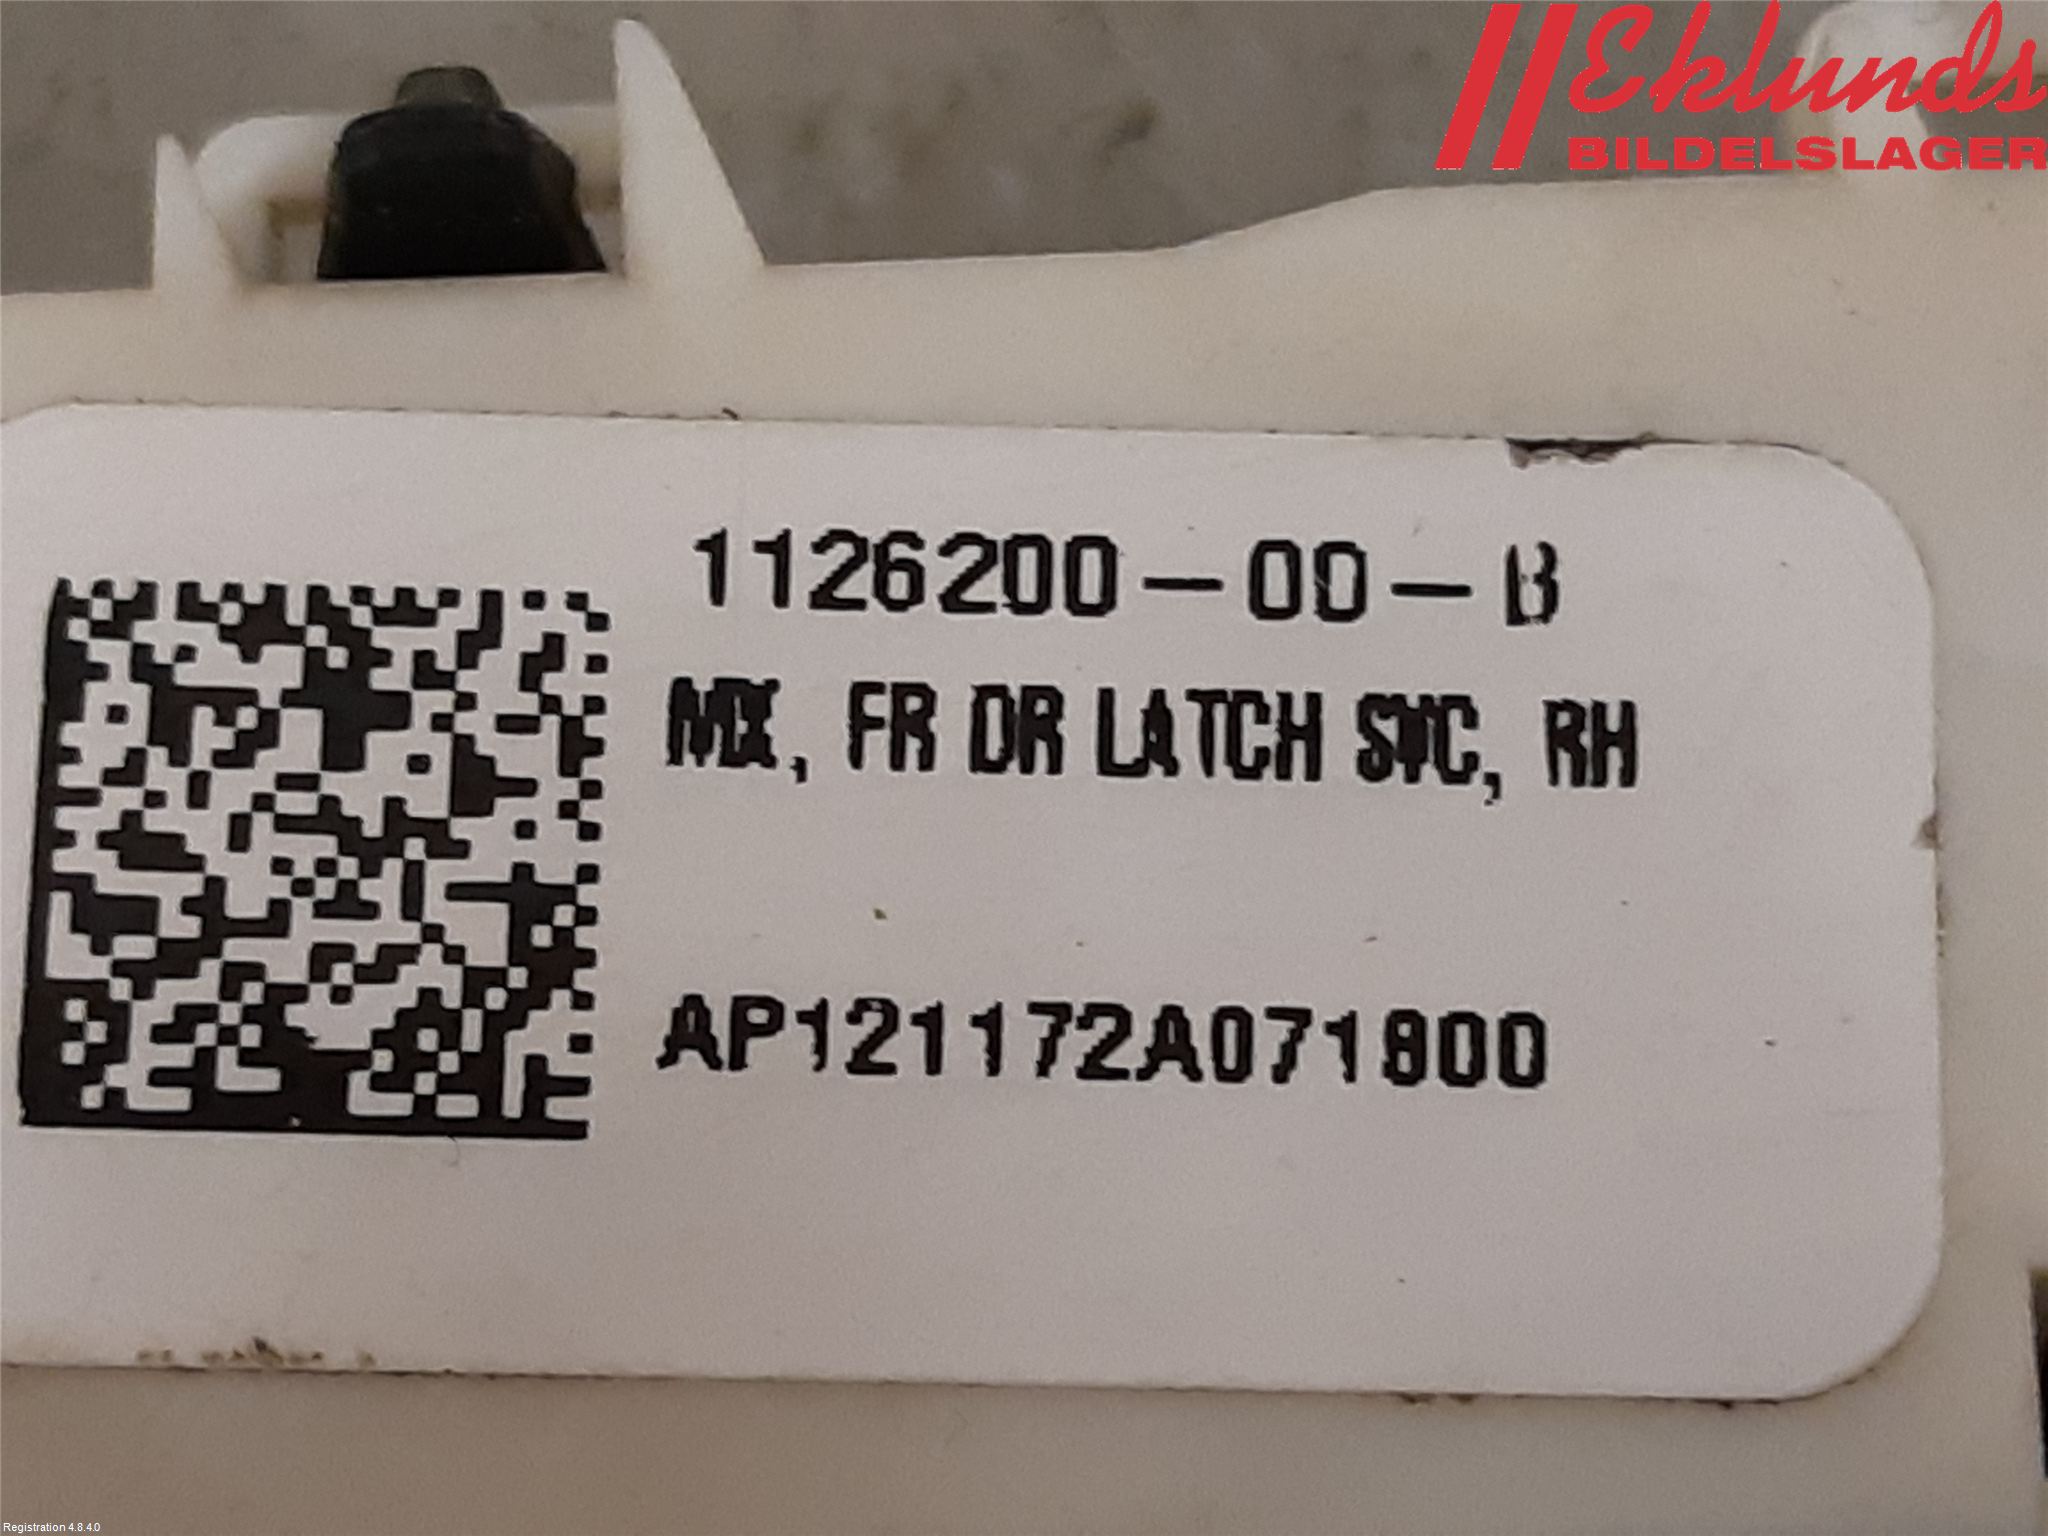 Eklunds
BILDELSLAGER
1126200-00-B
MX, FR DR LATCH SVC, RH
AP121172A071800
Registration 4.8.4.0